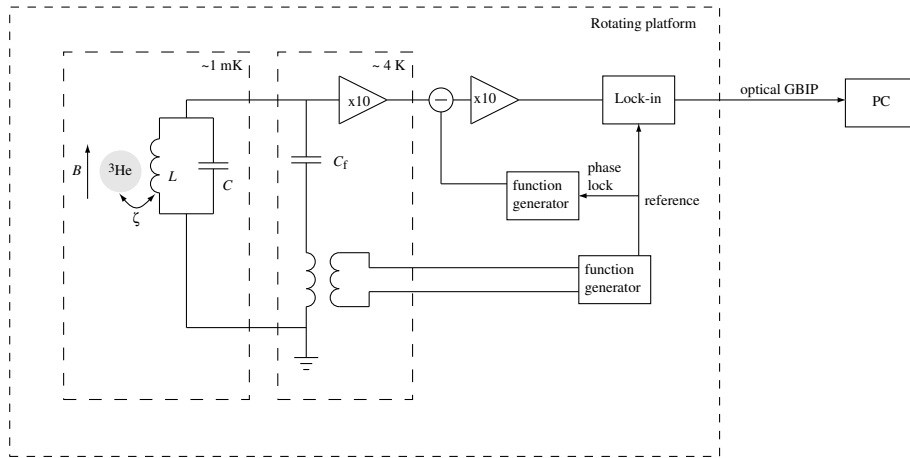 Rotating platform
~1 mK
~ 4 K
x10
−
x10
Lock-in
optical GBIP
PC
B
³He
L
C
ζ
C_f
function
generator
phase
lock
reference
function
generator